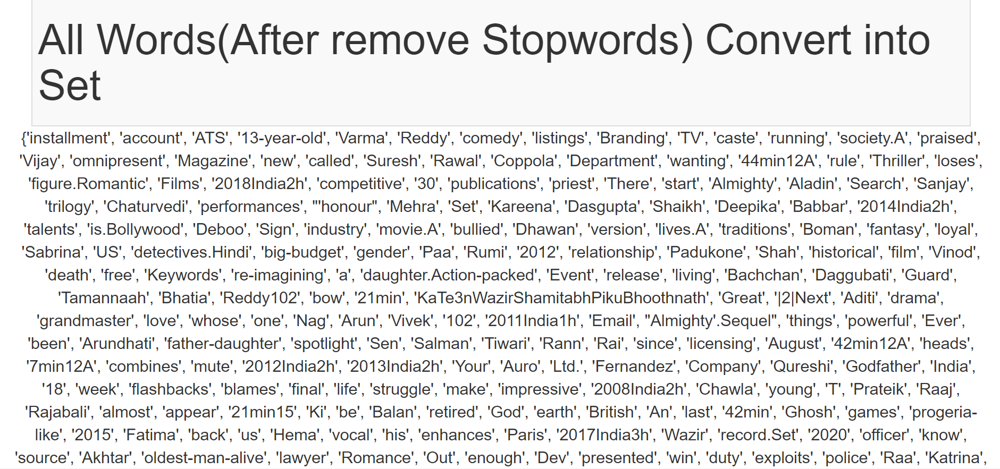 All Words(After remove Stopwords) Convert into
Set
{'installment', 'account', 'ATS', '13-year-old', 'Varma', 'Reddy', 'comedy', 'listings', 'Branding', 'TV', 'caste', 'running', 'society.A', 'praised',
'Vijay', 'omnipresent', 'Magazine', 'new', 'called', 'Suresh', 'Rawal', 'Coppola', 'Department', 'wanting', '44min12A', 'rule', 'Thriller', 'loses',
'figure.Romantic', 'Films', '2018India2h', 'competitive', '30', 'publications', 'priest', 'There', 'start', 'Almighty', 'Aladin', 'Search', 'Sanjay',
'trilogy', 'Chaturvedi', 'performances', "'honour", 'Mehra', 'Set', 'Kareena', 'Dasgupta', 'Shaikh', 'Deepika', 'Babbar', '2014India2h',
'talents', 'is.Bollywood', 'Deboo', 'Sign', 'industry', 'movie.A', 'bullied', 'Dhawan', 'version', 'lives.A', 'traditions', 'Boman', 'fantasy', 'loyal',
'Sabrina', 'US', 'detectives.Hindi', 'big-budget', 'gender', 'Paa', 'Rumi', '2012', 'relationship', 'Padukone', 'Shah', 'historical', 'film', 'Vinod',
'death', 'free', 'Keywords', 're-imagining', 'a', 'daughter.Action-packed', 'Event', 'release', 'living', 'Bachchan', 'Daggubati', 'Guard',
'Tamannaah', 'Bhatia', 'Reddy102', 'bow', '21min', 'KaTe3nWazirShamitabhPikuBhoothnath', 'Great', '|2|Next', 'Aditi', 'drama',
'grandmaster', 'love', 'whose', 'one', 'Nag', 'Arun', 'Vivek', '102', '2011India1h', 'Email', "Almighty'.Sequel", 'things', 'powerful', 'Ever',
'been', 'Arundhati', 'father-daughter', 'spotlight', 'Sen', 'Salman', 'Tiwari', 'Rann', 'Rai', 'since', 'licensing', 'August', '42min12A', 'heads',
'7min12A', 'combines', 'mute', '2012India2h', '2013India2h', 'Your', 'Auro', 'Ltd.', 'Fernandez', 'Company', 'Qureshi', 'Godfather', 'India',
'18', 'week', 'flashbacks', 'blames', 'final', 'life', 'struggle', 'make', 'impressive', '2008India2h', 'Chawla', 'young', 'T', 'Prateik', 'Raaj',
'Rajabali', 'almost', 'appear', '21min15', 'Ki', 'be', 'Balan', 'retired', 'God', 'earth', 'British', 'An', 'last', '42min', 'Ghosh', 'games', 'progeria-
like', '2015', 'Fatima', 'back', 'us', 'Hema', 'vocal', 'his', 'enhances', 'Paris', '2017India3h', 'Wazir', 'record.Set', '2020', 'officer', 'know',
'source', 'Akhtar', 'oldest-man-alive', 'lawyer', 'Romance', 'Out', 'enough', 'Dev', 'presented', 'win', 'duty', 'exploits', 'police', 'Raa', 'Katrina',